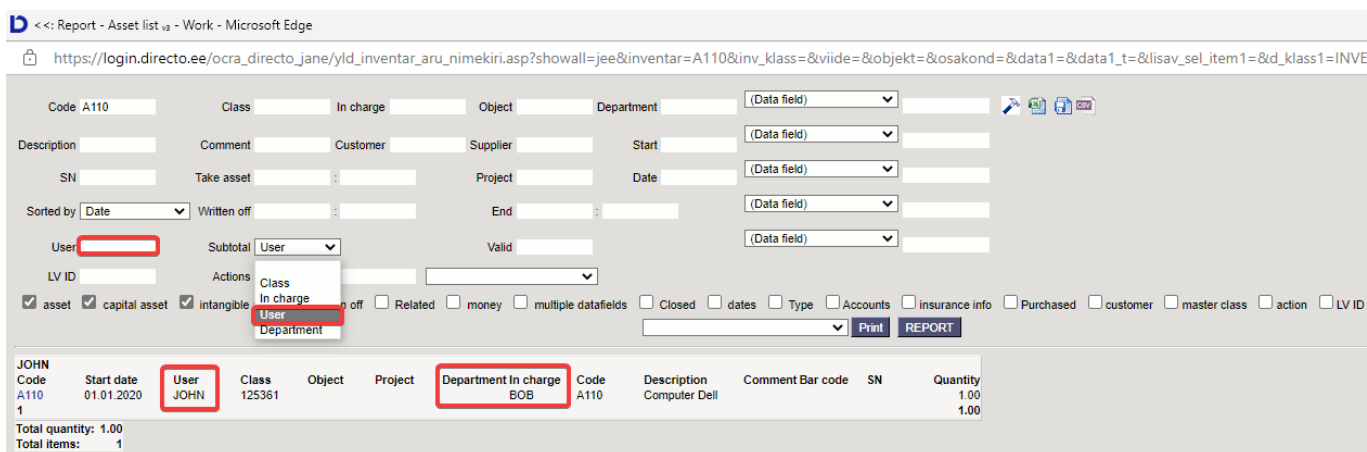 <<: Report - Asset list v3 - Work - Microsoft Edge
https://login.directo.ee/ocra_directo_jane/yld_inventar_aru_nimekiri.asp?showall=jee&inventar=A110&inv_klass=&viide=&objekt=&osakond=&data1=&data1_t=&lisav_sel_item1=&d_klass1=INVE
Code A110 Class In charge Object Department (Data field) CSV
Description Comment Customer Supplier Start (Data field)
SN Take asset : Project Date (Data field)
Sorted by Date Written off : End : (Data field)
User Subtotal User Valid (Data field)
LV ID Actions
Class
In charge
User
Department
asset capital asset intangible n off Related money multiple datafields Closed dates Type Accounts insurance info Purchased customer master class action LV ID
Print REPORT
JOHN
Code Start date User Class Object Project Department In charge Code Description Comment Bar code SN Quantity
A110 01.01.2020 JOHN 125361 BOB A110 Computer Dell 1.00
1 1.00
Total quantity: 1.00
Total items: 1